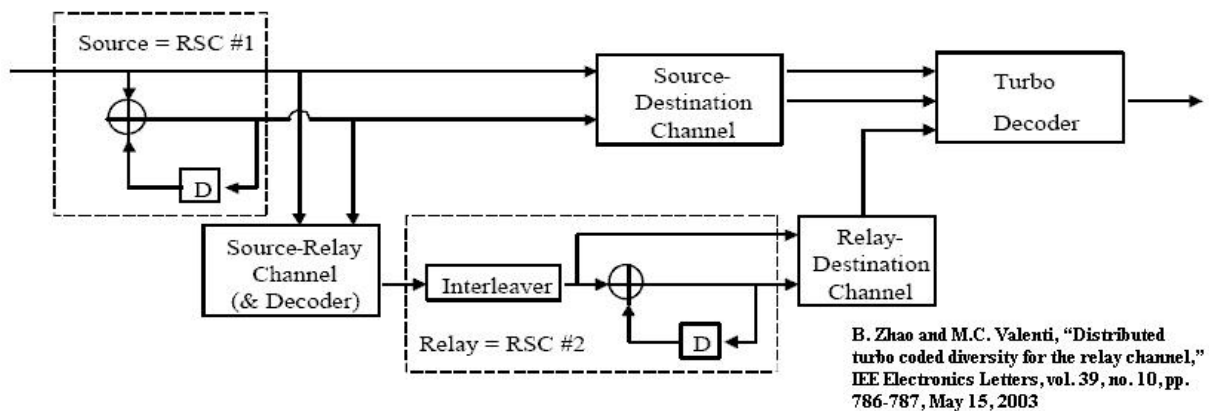 Source = RSC #1
D
Source-
Destination
Channel
Turbo
Decoder
Source-Relay
Channel
(& Decoder)
Interleaver
D
Relay = RSC #2
Relay-
Destination
Channel
B. Zhao and M.C. Valenti, “Distributed
turbo coded diversity for the relay channel,”
IEE Electronics Letters, vol. 39, no. 10, pp.
786-787, May 15, 2003